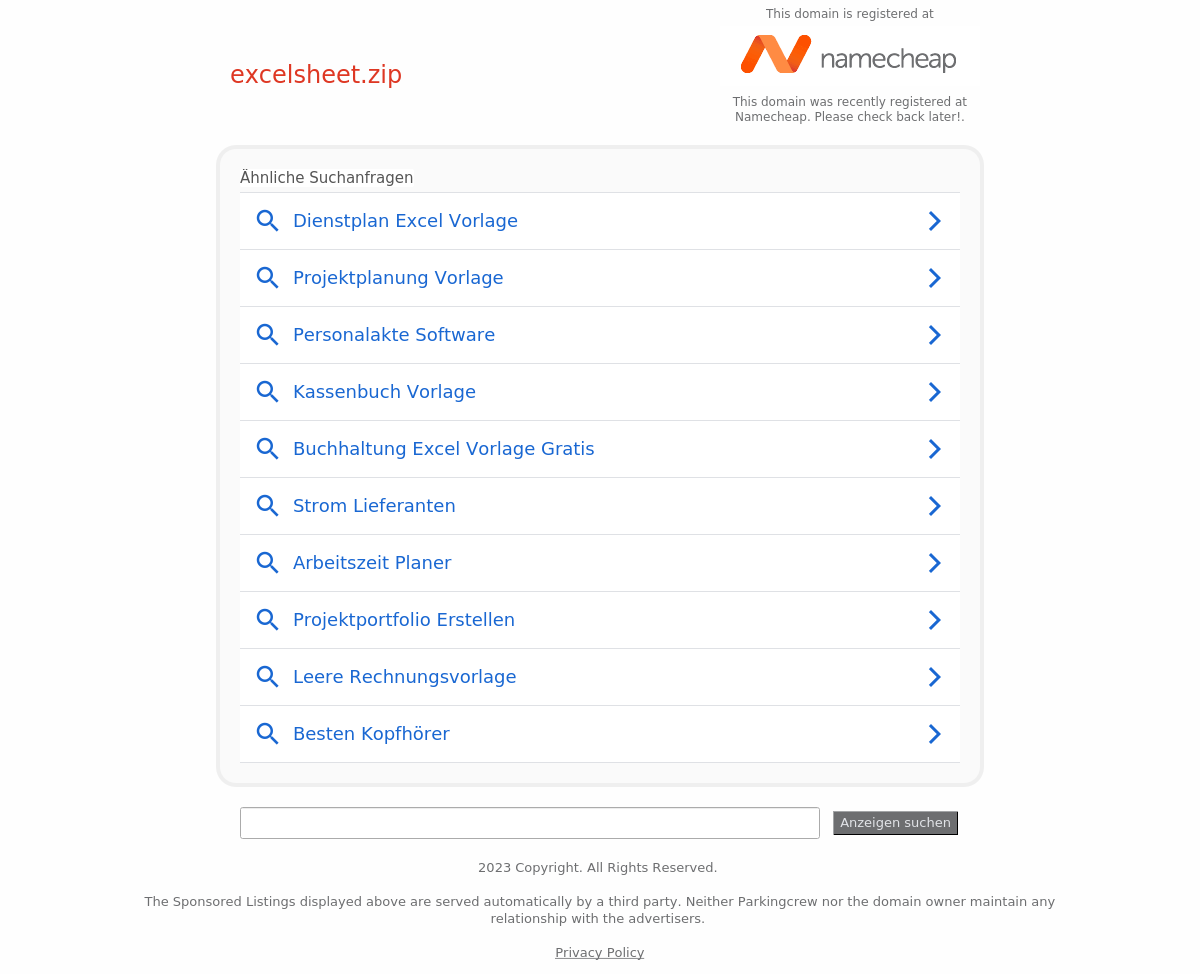 This domain is registered at
namecheap
excelsheet.zip
This domain was recently registered at
Namecheap. Please check back later!.
Ähnliche Suchanfragen
Dienstplan Excel Vorlage
Projektplanung Vorlage
Personalakte Software
Kassenbuch Vorlage
Buchhaltung Excel Vorlage Gratis
Strom Lieferanten
Arbeitszeit Planer
Projektportfolio Erstellen
Leere Rechnungsvorlage
Besten Kopfhörer
Anzeigen suchen
2023 Copyright. All Rights Reserved.
The Sponsored Listings displayed above are served automatically by a third party. Neither Parkingcrew nor the domain owner maintain any
relationship with the advertisers.
Privacy Policy